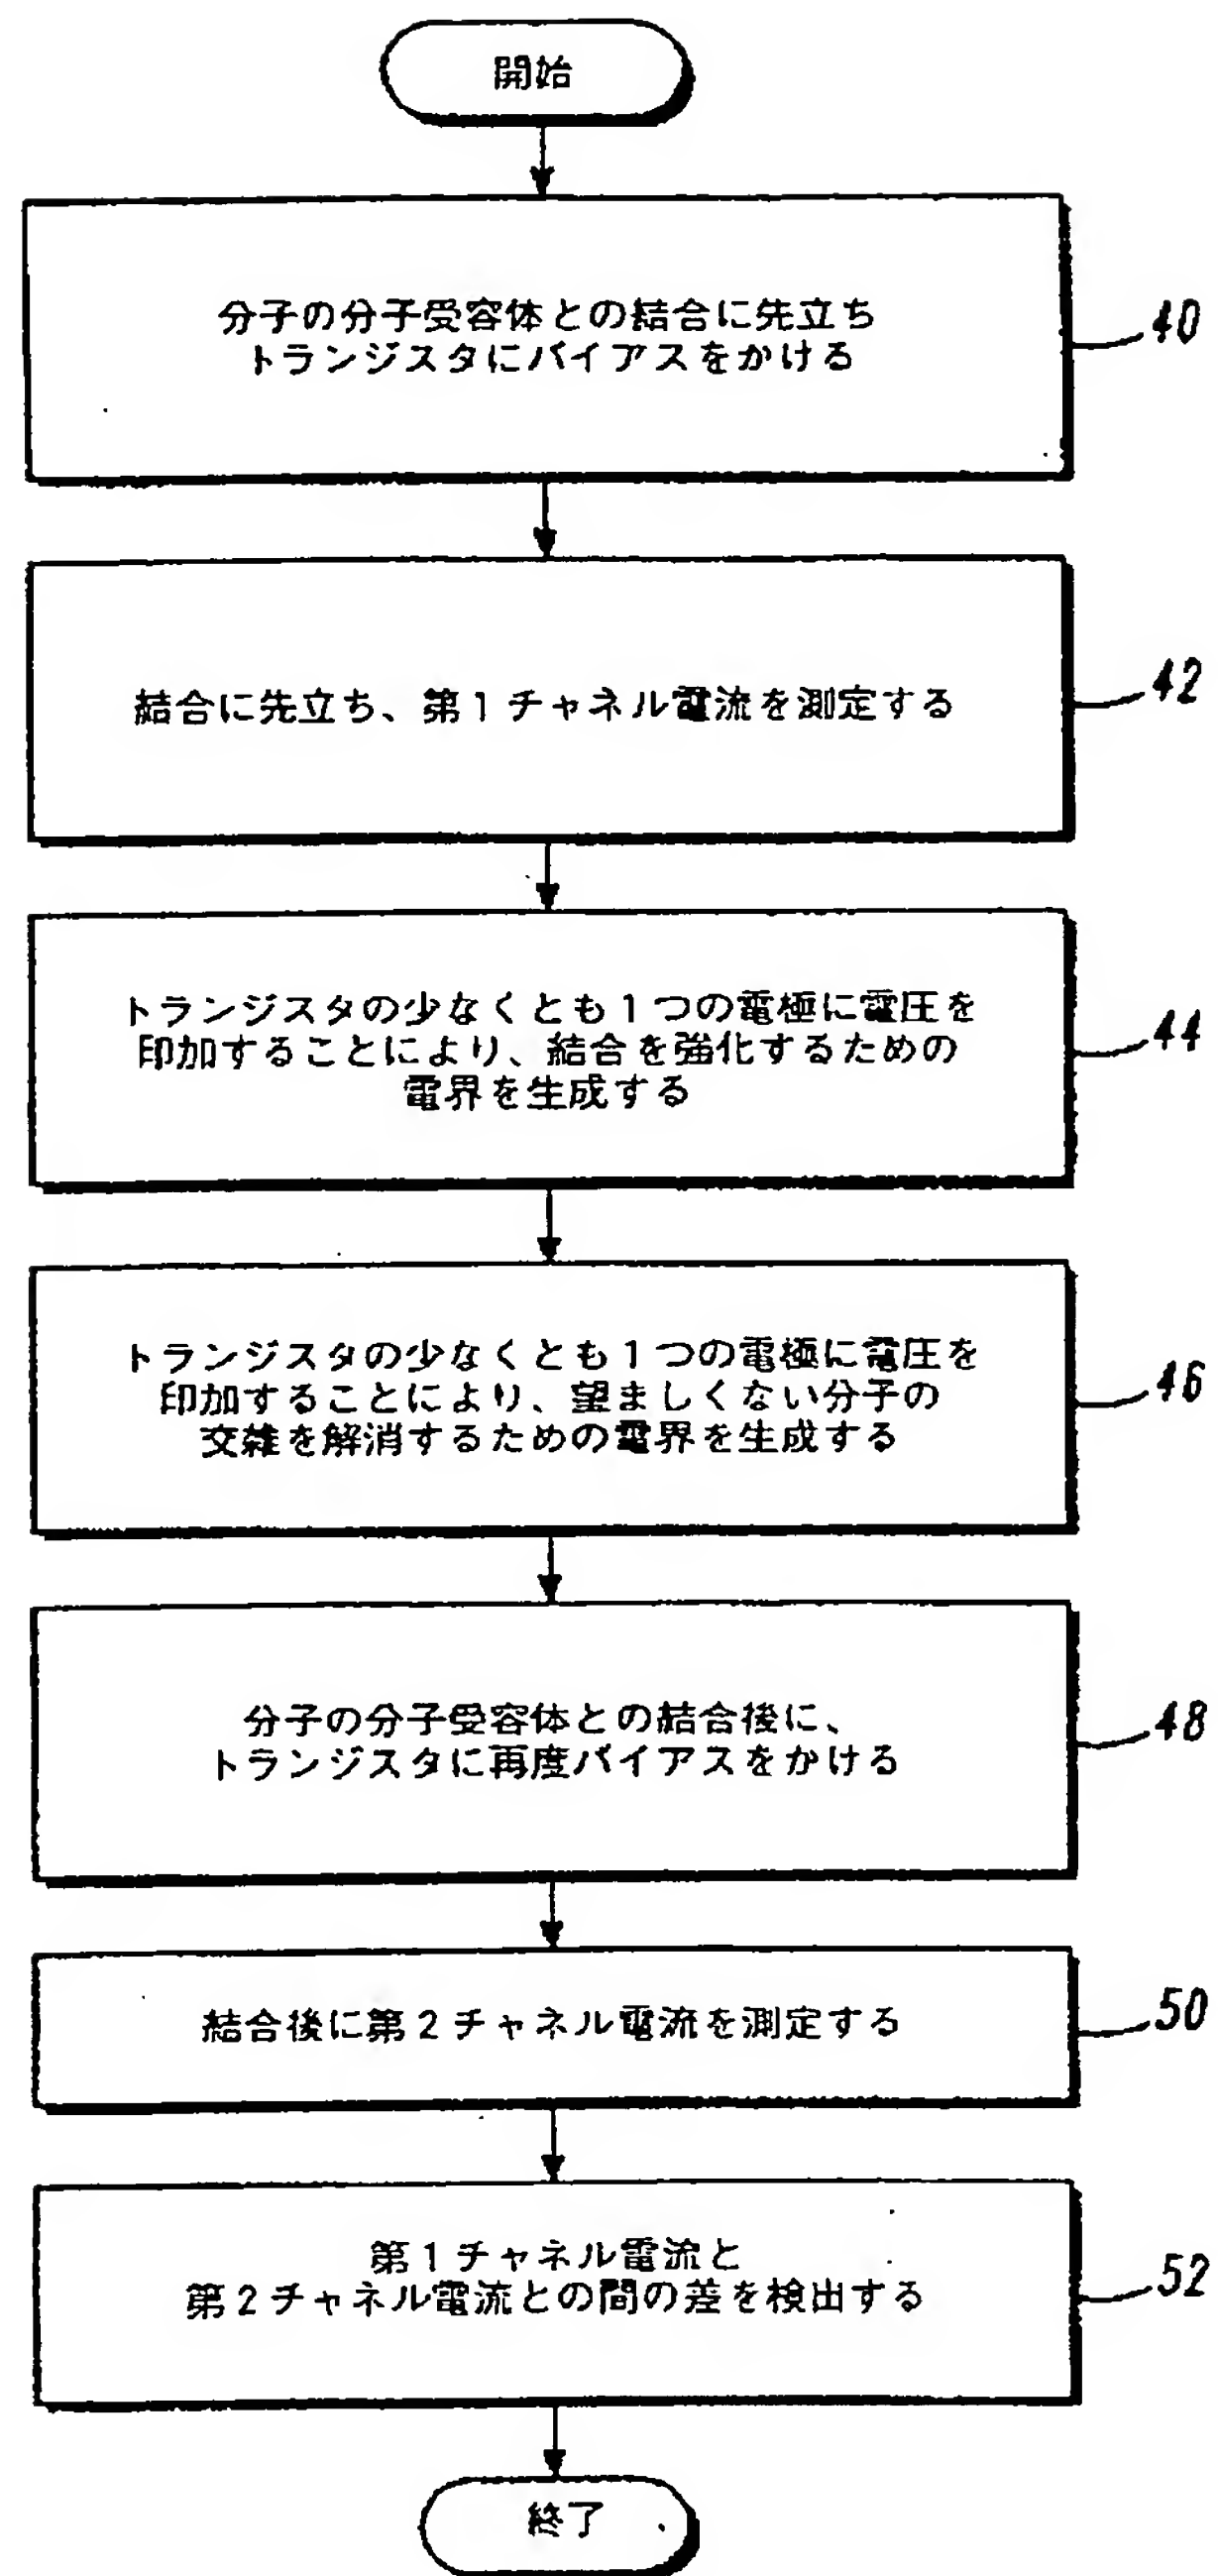 開始
分子の分子受容体との結合に先立ち
トランジスタにバイアスをかける
40
結合に先立ち、第1チャネル電流を測定する
42
トランジスタの少なくとも1つの電極に電圧を
印加することにより、結合を強化するための
電界を生成する
44
トランジスタの少なくとも1つの電極に電圧を
印加することにより、望ましくない分子の
交雑を解消するための電界を生成する
46
分子の分子受容体との結合後に、
トランジスタに再度バイアスをかける
48
結合後に第2チャネル電流を測定する
50
第1チャネル電流と
第2チャネル電流との間の差を検出する
52
終了